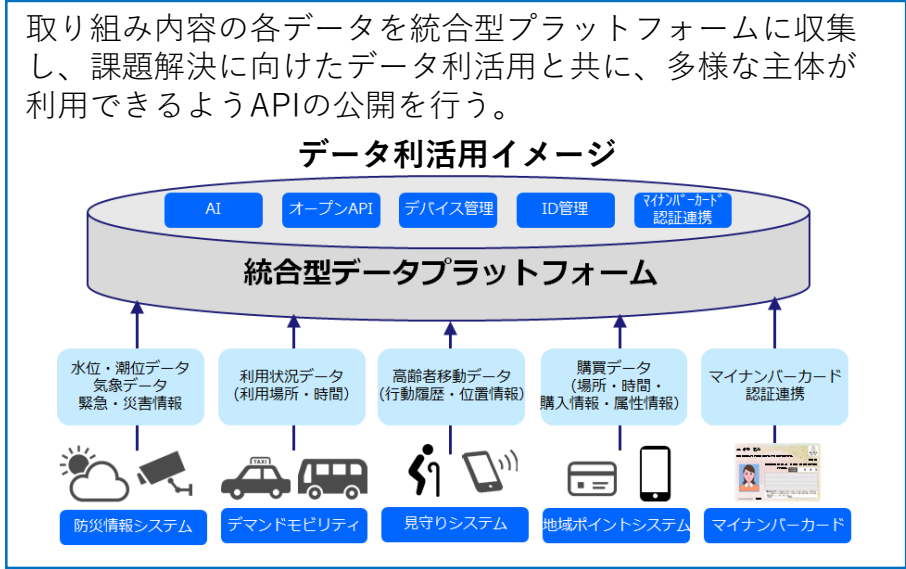 取り組み内容の各データを統合型プラットフォームに収集
し、課題解決に向けたデータ利活用と共に、多様な主体が
利用できるようAPIの公開を行う。
データ利活用イメージ
AI
オープンAPI
デバイス管理
ID管理
ﾏｲﾅﾝﾊﾞｰｶｰﾄﾞ
認証連携
統合型データプラットフォーム
水位・潮位データ
気象データ
緊急・災害情報
利用状況データ
(利用場所・時間)
高齢者移動データ
(行動履歴・位置情報)
購買データ
(場所・時間・
購入情報・属性情報)
マイナンバーカード
認証連携
TAXI
防災情報システム
デマンドモビリティ
見守りシステム
地域ポイントシステム
マイナンバーカード